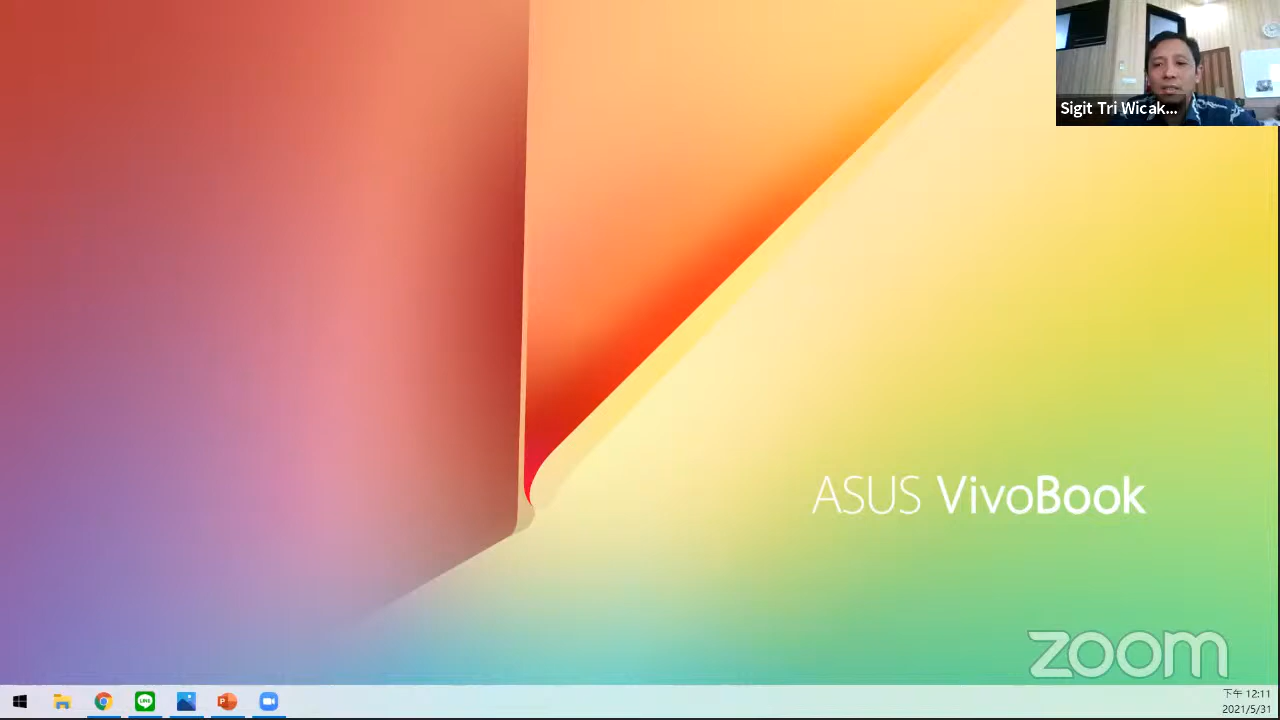 Sigit Tri Wicak...
ASUS VivoBook
zoom
下午 12:11
2021/5/31